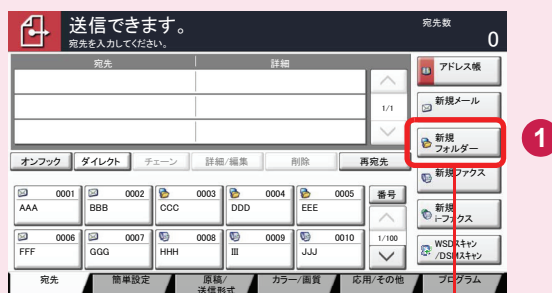 送信できます。
宛先を入力してください。
宛先数
0
宛先 詳細
1/1
アドレス帳
新規メール
新規
フォルダー
1
新規ファクス
新規
i-ファクス
WSDスキャン
/DSMスキャン
オンフック ダイレクト チェーン 詳細/編集 削除 再宛先
0001 0002 0003 0004 0005 番号
AAA BBB CCC DDD EEE
0006 0007 0008 0009 0010 1/100
FFF GGG HHH III JJJ
宛先 簡単設定 原稿/
送信形式 カラー/画質 応用/その他 プログラム